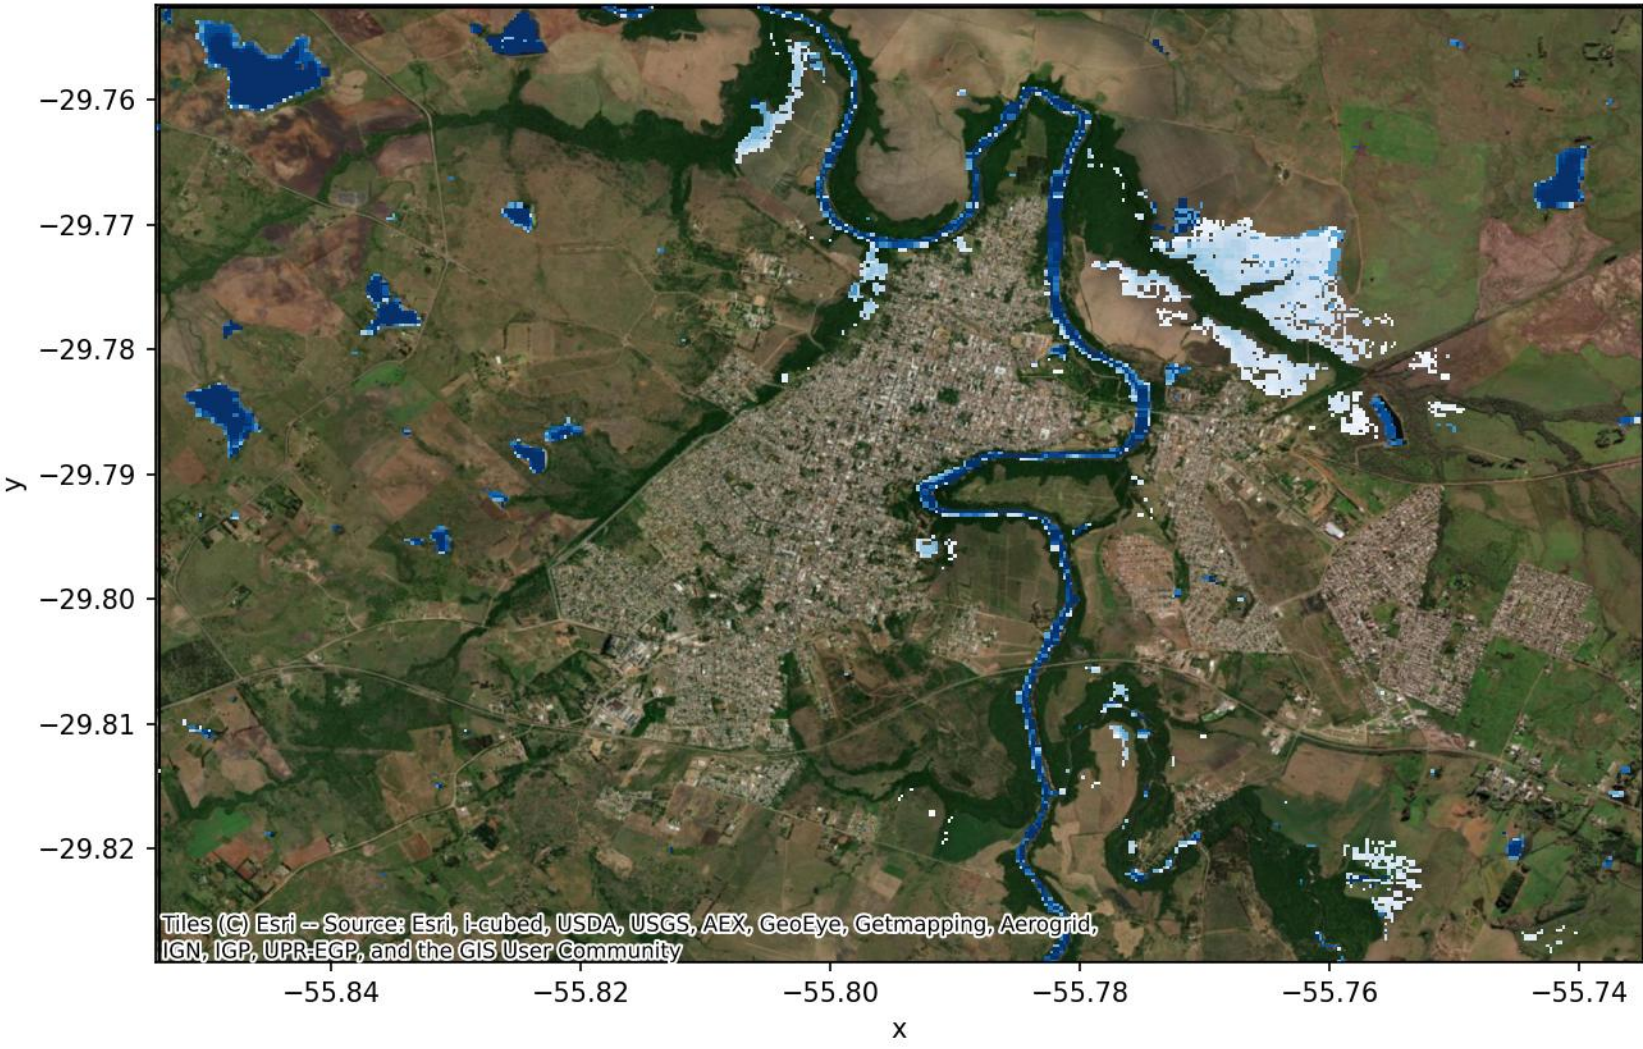 −29.76
−29.77
−29.78
−29.79
−29.80
−29.81
−29.82
y
Tiles (C) Esri -- Source: Esri, i-cubed, USDA, USGS, AEX, GeoEye, Getmapping, Aerogrid,
IGN, IGP, UPR-EGP, and the GIS User Community
−55.84 −55.82 −55.80 −55.78 −55.76 −55.74
x